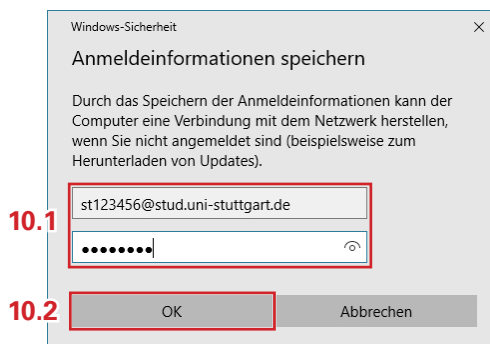 Windows-Sicherheit
Anmeldeinformationen speichern
Durch das Speichern der Anmeldeinformationen kann der
Computer eine Verbindung mit dem Netzwerk herstellen,
wenn Sie nicht angemeldet sind (beispielsweise zum
Herunterladen von Updates).
10.1
st123456@stud.uni-stuttgart.de
●●●●●●●●
10.2
OK
Abbrechen